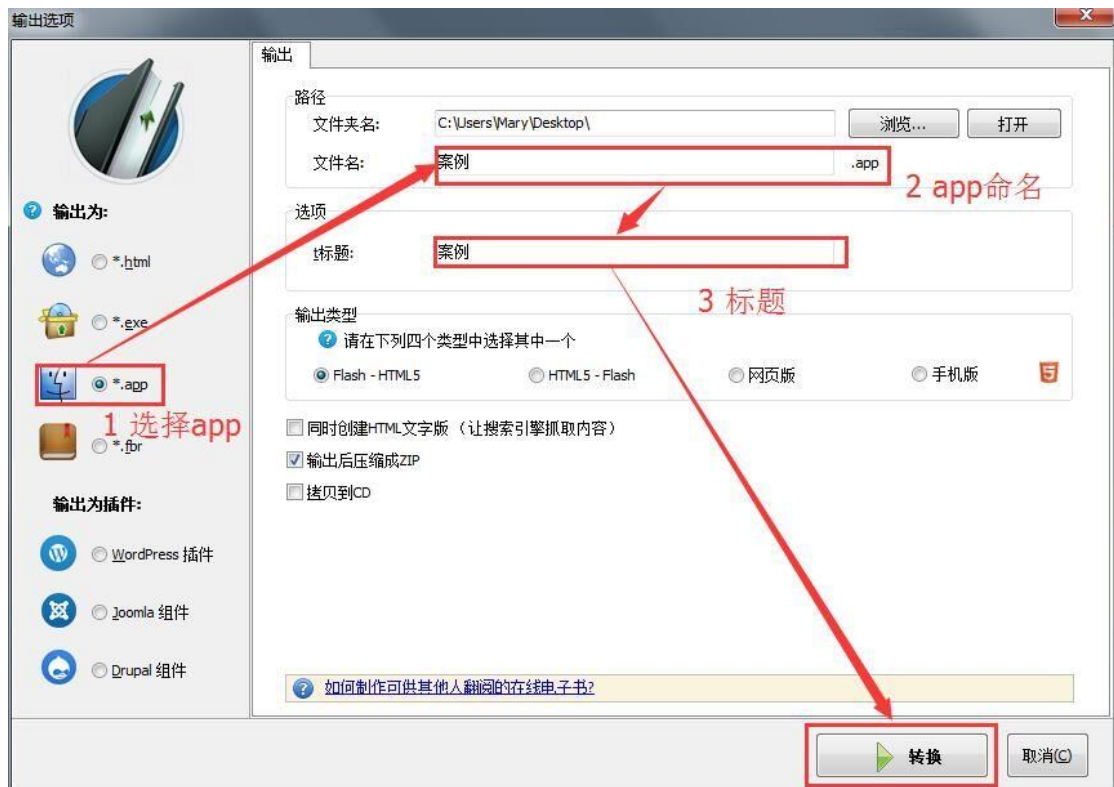 输出选项
输出
路径
文件夹名: C:\Users\Mary\Desktop\ 浏览... 打开
文件名: 案例 .app
2 app命名
输出为:
选项
*.html
t标题: 案例
3 标题
*.exe
输出类型
请在下列四个类型中选择其中一个
*.app
Flash - HTML5 HTML5 - Flash 网页版 手机版
1 选择app
同时创建HTML文字版（让搜索引擎抓取内容）
*.fbr
输出后压缩成ZIP
拷贝到CD
输出为插件:
WordPress 插件
Joomla 组件
Drupal 组件
如何制作可供其他人翻阅的在线电子书?
转换 取消(C)